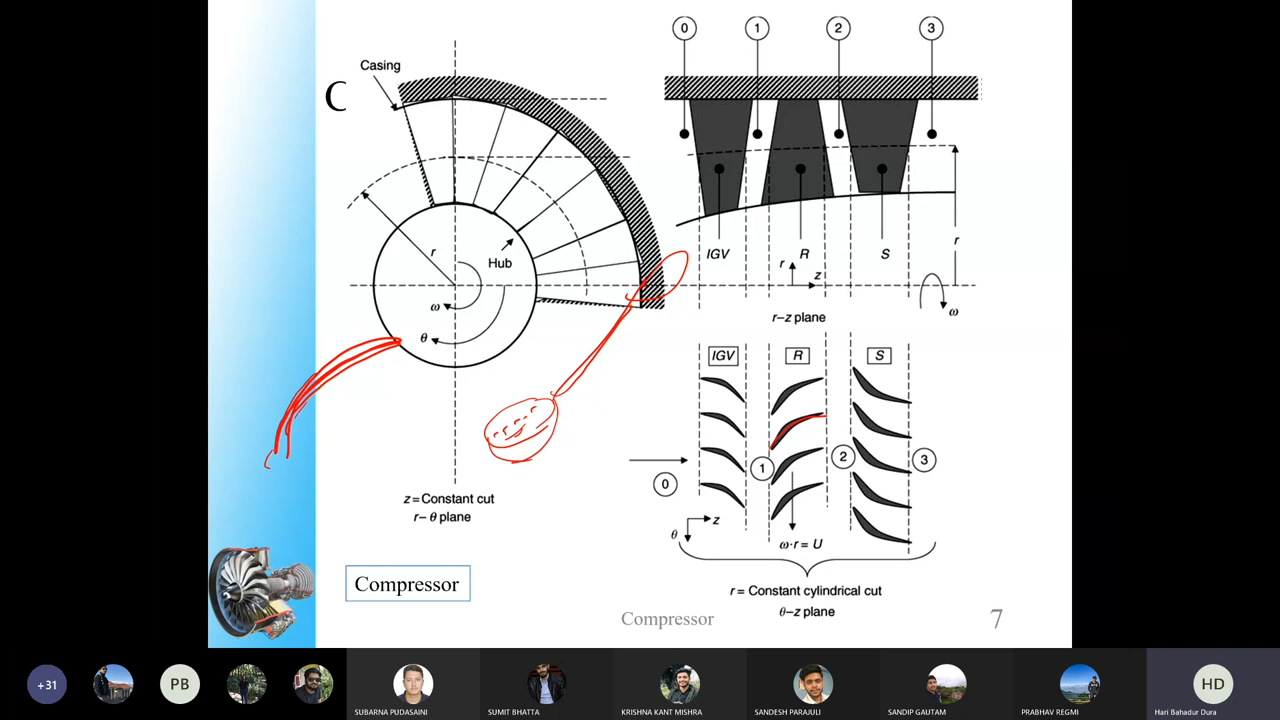 0 1 2 3
Casing
C
r
Hub
ω
θ
IGV R S
r
r
z
ω
r–z plane
IGV R S
0 1 2 3
z
θ
ω·r = U
z = Constant cut
r– θ plane
Compressor
r = Constant cylindrical cut
θ–z plane
Compressor 7
+31
PB
SUBARNA PUDASAINI
SUMIT BHATTA
KRISHNA KANT MISHRA
SANDESH PARAJULI
SANDIP GAUTAM
PRABHAV REGMI
HD
Hari Bahadur Dura